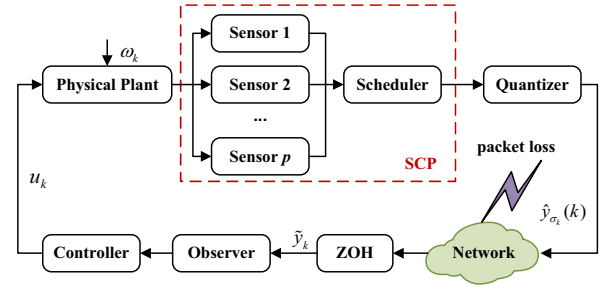 ω_k
Physical Plant
Sensor 1
Sensor 2
...
Sensor p
Scheduler
SCP
Quantizer
packet loss
u_k
ŷ_{σ_k}(k)
Controller
Observer
ỹ_k
ZOH
Network